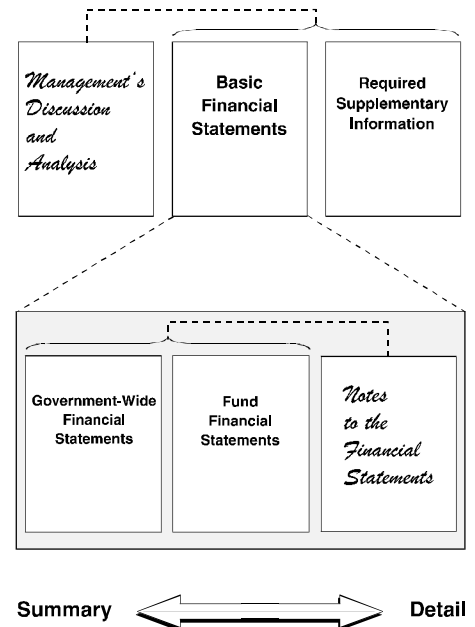 Management's
Discussion
and
Analysis
Basic
Financial
Statements
Required
Supplementary
Information
Government-Wide
Financial
Statements
Fund
Financial
Statements
Notes
to the
Financial
Statements
Summary
Detail